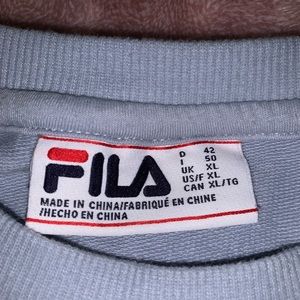 FILA
D 42
I 50
UK XL
US/F XL
CAN XL/TG
MADE IN CHINA/FABRIQUÉ EN CHINE
/HECHO EN CHINA